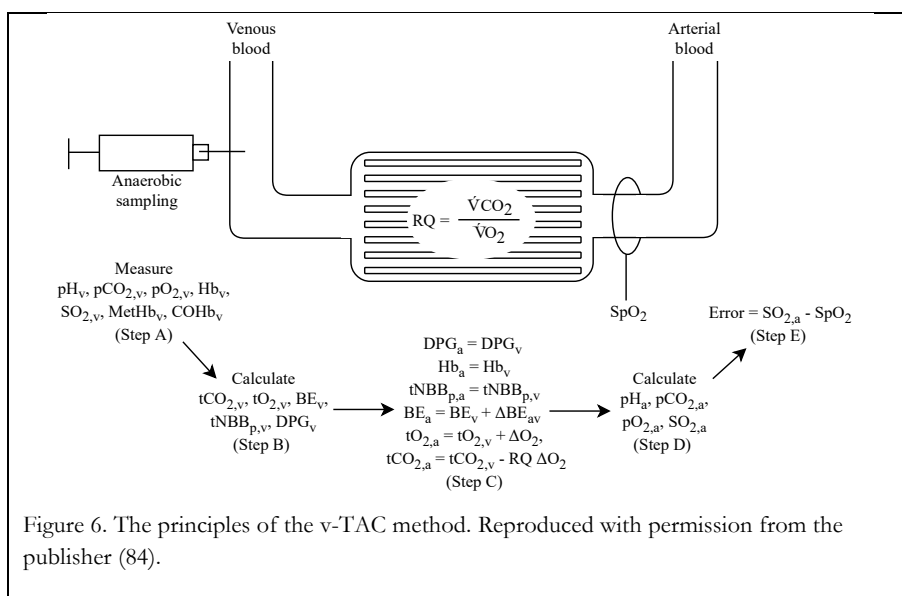 Venous
blood
Arterial
blood
Anaerobic
sampling
RQ = V̇CO₂ / V̇O₂
SpO₂
Measure
pHᵥ, pCO₂,ᵥ, pO₂,ᵥ, Hbᵥ,
SO₂,ᵥ, MetHbᵥ, COHbᵥ
(Step A)
Calculate
tCO₂,ᵥ, tO₂,ᵥ, BEᵥ,
tNBBₚ,ᵥ, DPGᵥ
(Step B)
DPGₐ = DPGᵥ
Hbₐ = Hbᵥ
tNBBₚ,ₐ = tNBBₚ,ᵥ
BEₐ = BEᵥ + ΔBEₐᵥ
tO₂,ₐ = tO₂,ᵥ + ΔO₂,
tCO₂,ₐ = tCO₂,ᵥ - RQ ΔO₂
(Step C)
Calculate
pHₐ, pCO₂,ₐ,
pO₂,ₐ, SO₂,ₐ
(Step D)
Error = SO₂,ₐ - SpO₂
(Step E)
Figure 6. The principles of the v-TAC method. Reproduced with permission from the
publisher (84).